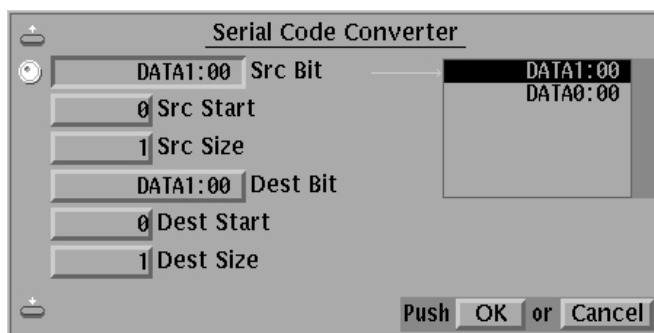 Serial Code Converter
DATA1:00 Src Bit
DATA1:00
DATA0:00
0 Src Start
1 Src Size
DATA1:00 Dest Bit
0 Dest Start
1 Dest Size
Push OK or Cancel